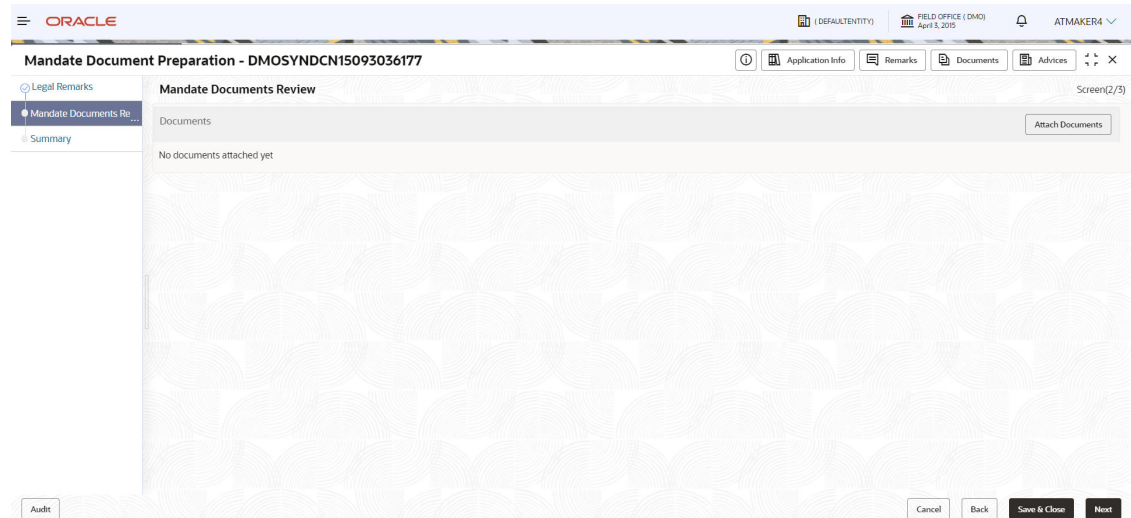 ORACLE
( DEFAULTENTITY)
FIELD OFFICE ( DMO)
April 3, 2015
ATMAKER4
Mandate Document Preparation - DMOSYNDCN15093036177
Application Info
Remarks
Documents
Advices
Legal Remarks
Mandate Documents Re...
Summary
Mandate Documents Review
Screen(2/3)
Documents
Attach Documents
No documents attached yet
Audit
Cancel
Back
Save & Close
Next